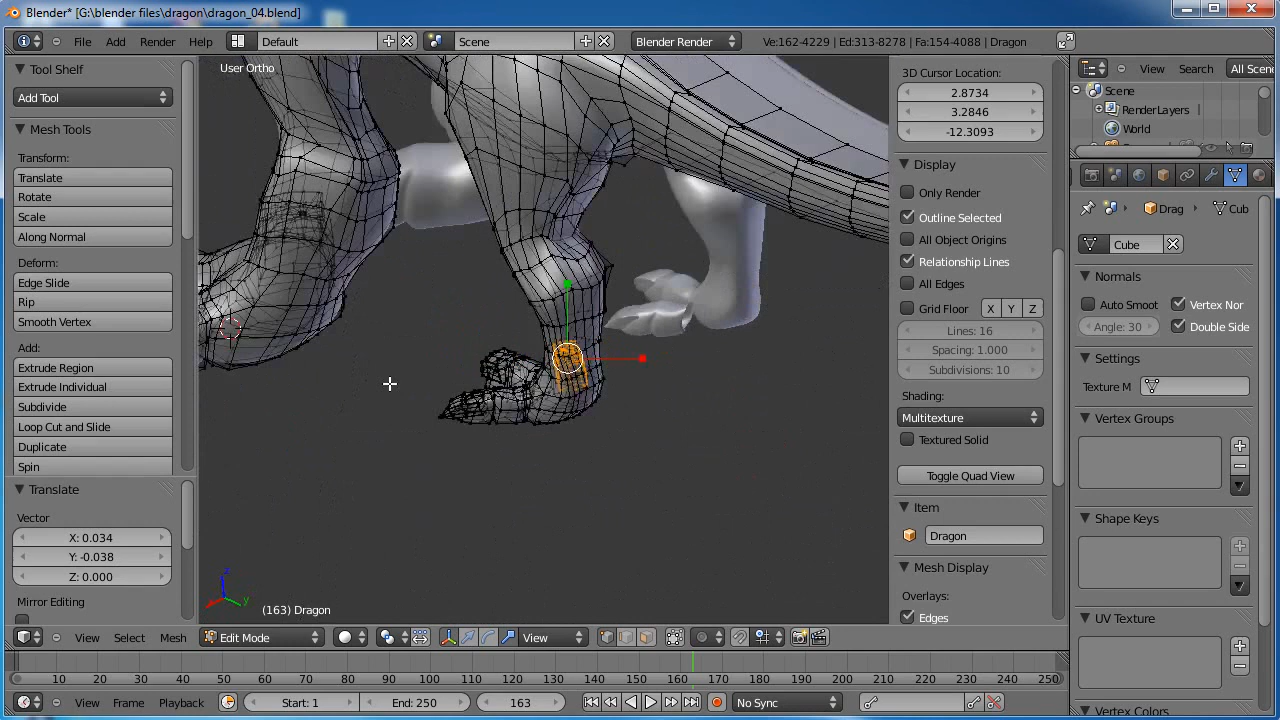 Blender* [G:\blender files\dragon\dragon_04.blend]
File Add Render Help Default Scene Blender Render Ve:162-4229 | Ed:313-8278 | Fa:154-4088 | Dragon
Tool Shelf
Add Tool
Mesh Tools
Transform:
Translate
Rotate
Scale
Along Normal
Deform:
Edge Slide
Rip
Smooth Vertex
Add:
Extrude Region
Extrude Individual
Subdivide
Loop Cut and Slide
Duplicate
Spin
Translate
Vector
X: 0.034
Y: -0.038
Z: 0.000
Mirror Editing
User Ortho
z
x
y
(163) Dragon
3D Cursor Location:
2.8734
3.2846
-12.3093
Display
Only Render
Outline Selected
All Object Origins
Relationship Lines
All Edges
Grid Floor X Y Z
Lines: 16
Spacing: 1.000
Subdivisions: 10
Shading:
Multitexture
Textured Solid
Toggle Quad View
Item
Dragon
Mesh Display
Overlays:
Edges
View Search All Scene
Scene
RenderLayers
World
Drag Cub
Cube
Normals
Auto Smoot Vertex Nor
Angle: 30 Double Side
Settings
Texture M
Vertex Groups
Shape Keys
UV Texture
Vertex Colors
View Select Mesh Edit Mode View
10 20 30 40 50 60 70 80 90 100 110 120 130 140 150 160 170 180 190 200 210 220 230 240 250
View Frame Playback Start: 1 End: 250 163 No Sync